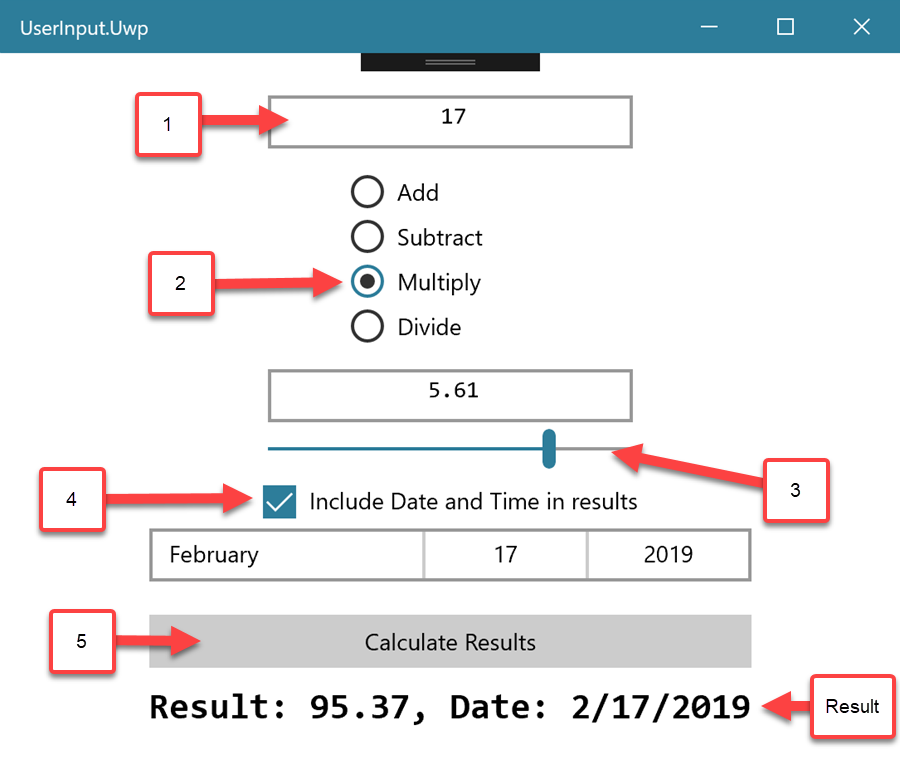 UserInput.Uwp
1
17
Add
Subtract
2
Multiply
Divide
5.61
3
4
Include Date and Time in results
February 17 2019
5
Calculate Results
Result: 95.37, Date: 2/17/2019
Result